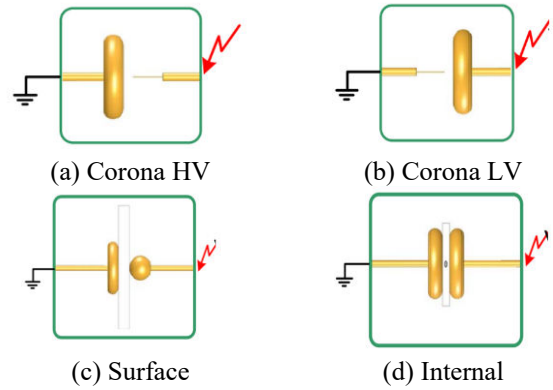 (a) Corona HV
(b) Corona LV
(c) Surface
(d) Internal